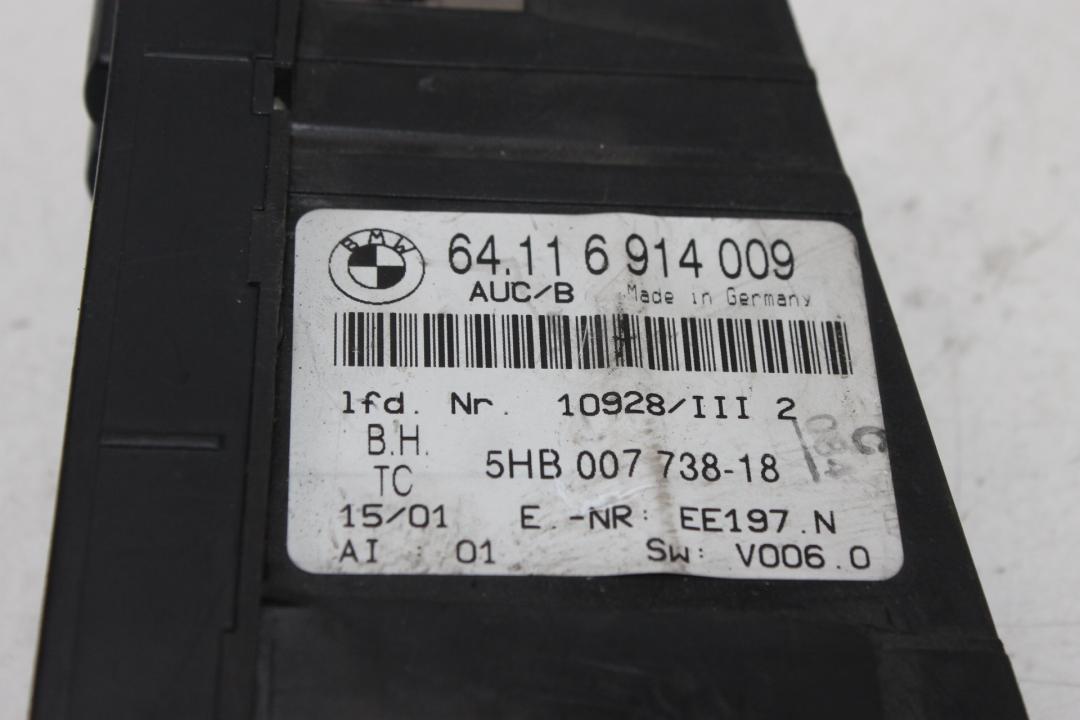 BMW
64.11 6 914 009
AUC/B Made in Germany
lfd. Nr. 10928/III 2
B.H.
TC 5HB 007 738-18
15/01 E.-NR: EE197.N
AI : 01 SW: V006.0